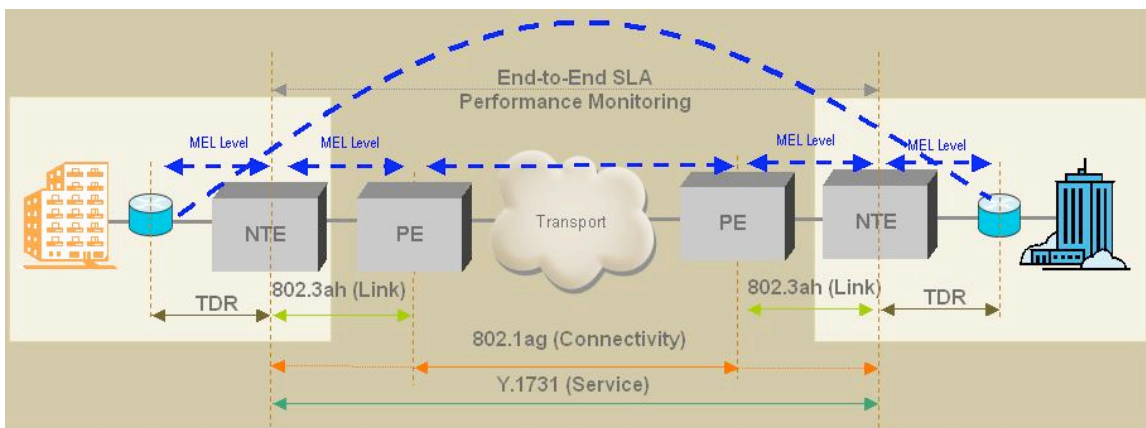 End-to-End SLA
Performance Monitoring
MEL Level
MEL Level
MEL Level
MEL Level
NTE
PE
Transport
PE
NTE
802.3ah (Link)
802.3ah (Link)
TDR
TDR
802.1ag (Connectivity)
Y.1731 (Service)